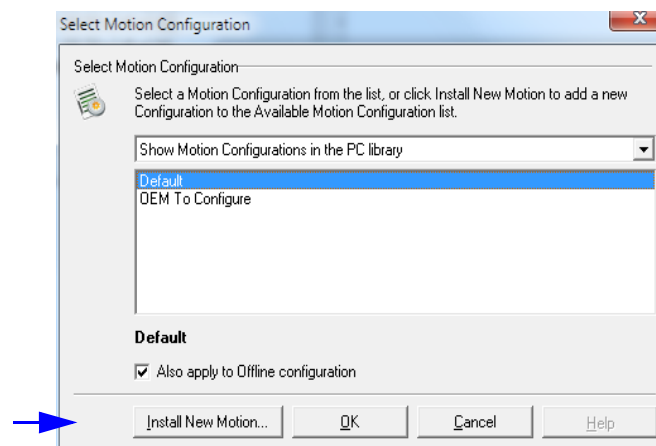 Select Motion Configuration
Select Motion Configuration
Select a Motion Configuration from the list, or click Install New Motion to add a new
Configuration to the Available Motion Configuration list.
Show Motion Configurations in the PC library
Default
OEM To Configure
Default
Also apply to Offline configuration
Install New Motion... OK Cancel Help